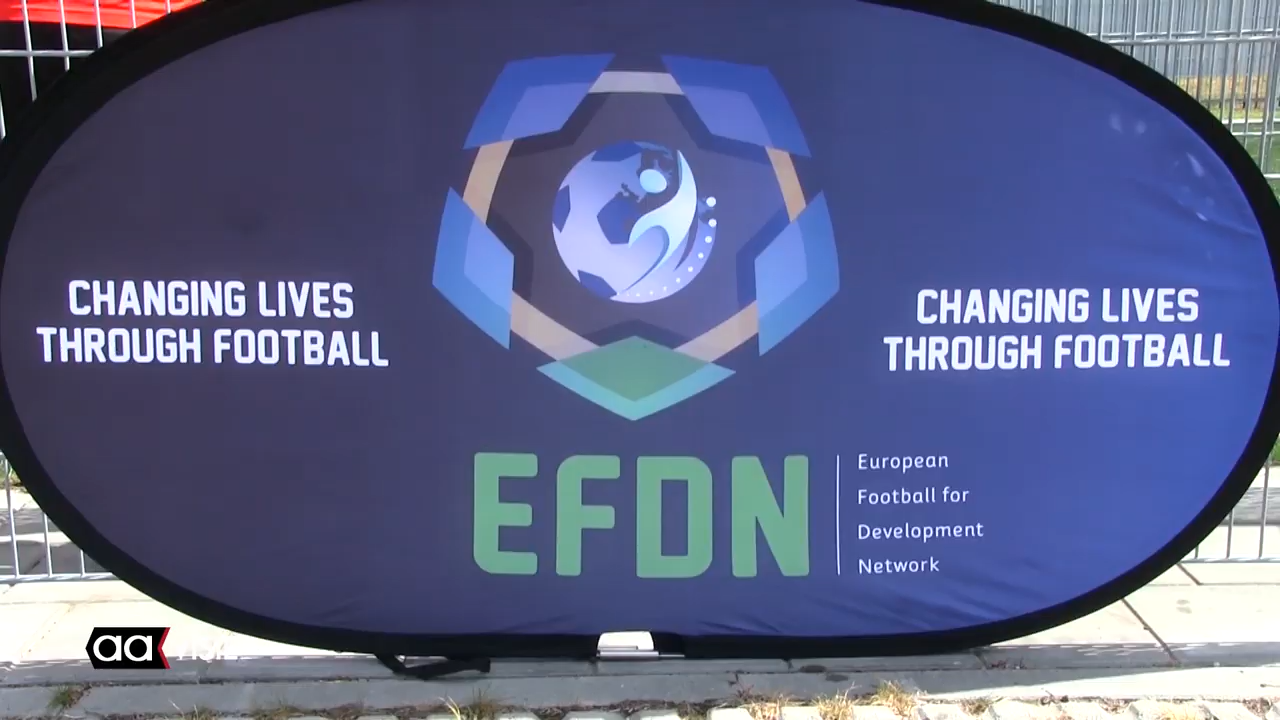 CHANGING LIVES
THROUGH FOOTBALL
CHANGING LIVES
THROUGH FOOTBALL
EFDN
European
Football for
Development
Network
aa